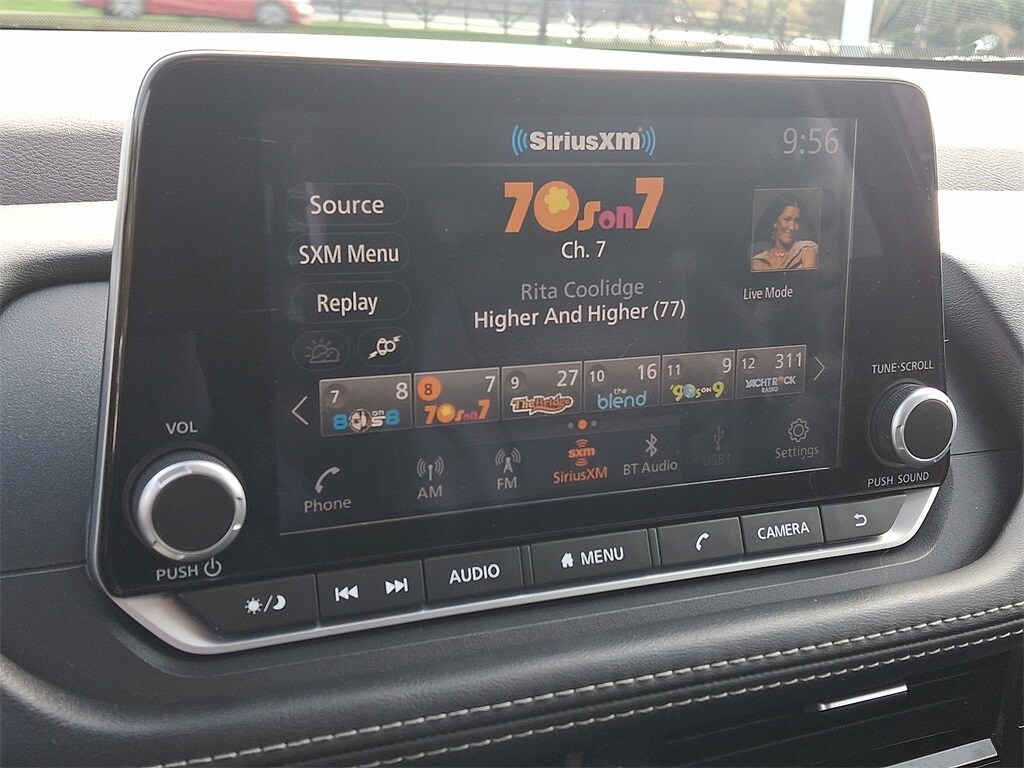 SiriusXM
9:56
Source
70s on 7
SXM Menu
Ch. 7
Rita Coolidge
Live Mode
Replay
Higher And Higher (77)
7 8 8 7 9 27 10 16 11 9 12 311
80s on 8 70s on 7 The Bridge the blend 90s on 9 YACHT ROCK RADIO
TUNE·SCROLL
VOL
Phone AM FM sxm SiriusXM BT Audio USB1 Settings
PUSH SOUND
PUSH
AUDIO MENU CAMERA